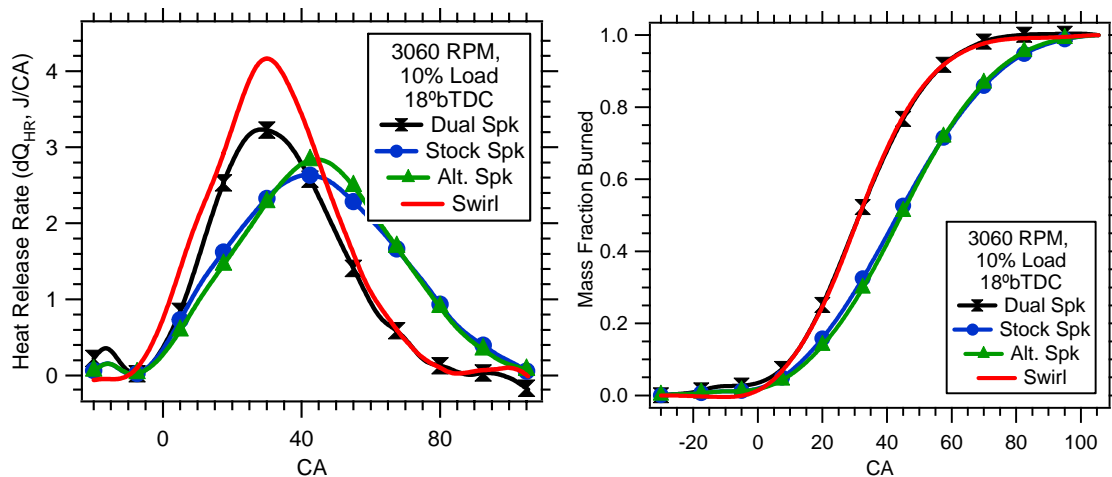 Heat Release Rate (dQHR, J/CA)
4
3
2
1
0
0
40
80
CA
3060 RPM,
10% Load
18ºbTDC
Dual Spk
Stock Spk
Alt. Spk
Swirl
Mass Fraction Burned
1.0
0.8
0.6
0.4
0.2
0.0
-20
0
20
40
60
80
100
CA
3060 RPM,
10% Load
18ºbTDC
Dual Spk
Stock Spk
Alt. Spk
Swirl